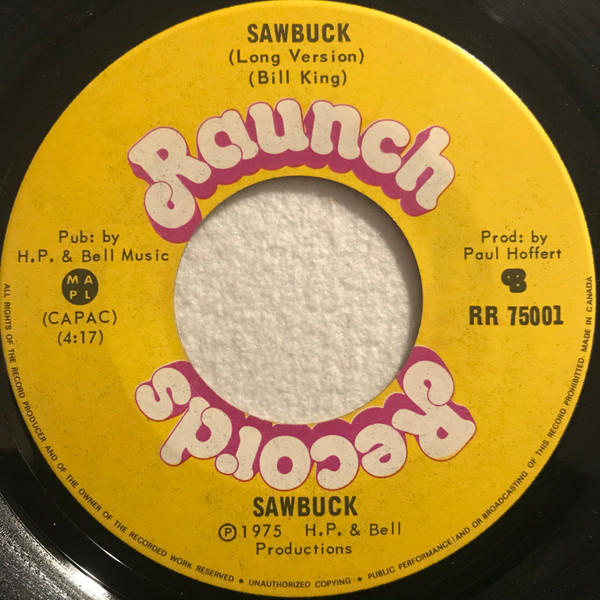 SAWBUCK
(Long Version)
(Bill King)
Raunch
Pub: by
H.P. & Bell Music
MA
PL
(CAPAC)
(4:17)
Prod: by
Paul Hoffert
RR 75001
Records
SAWBUCK
℗1975 H.P. & Bell
Productions
ALL RIGHTS OF THE RECORD PRODUCER AND OF THE OWNER OF THE RECORDED WORK RESERVED • UNAUTHORIZED COPYING • PUBLIC PERFORMANCE/AND OR BROADCASTING OF THIS RECORD PROHIBITED. MADE IN CANADA